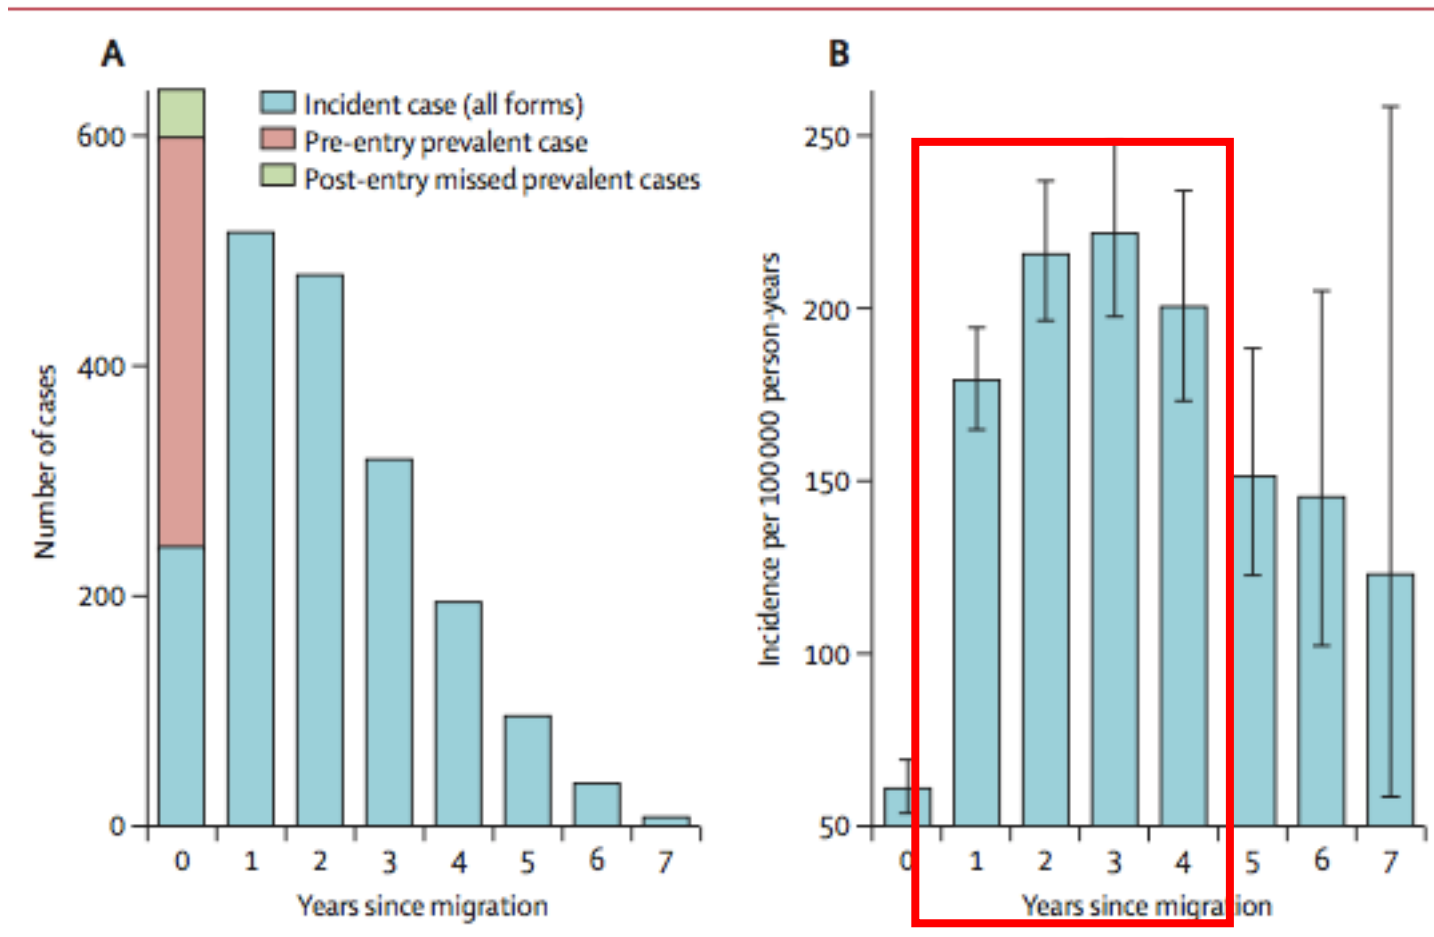 A
Incident case (all forms)
Pre-entry prevalent case
Post-entry missed prevalent cases
600
400
200
0
Number of cases
0 1 2 3 4 5 6 7
Years since migration
B
250
200
150
100
50
Incidence per 100 000 person-years
0 1 2 3 4 5 6 7
Years since migration